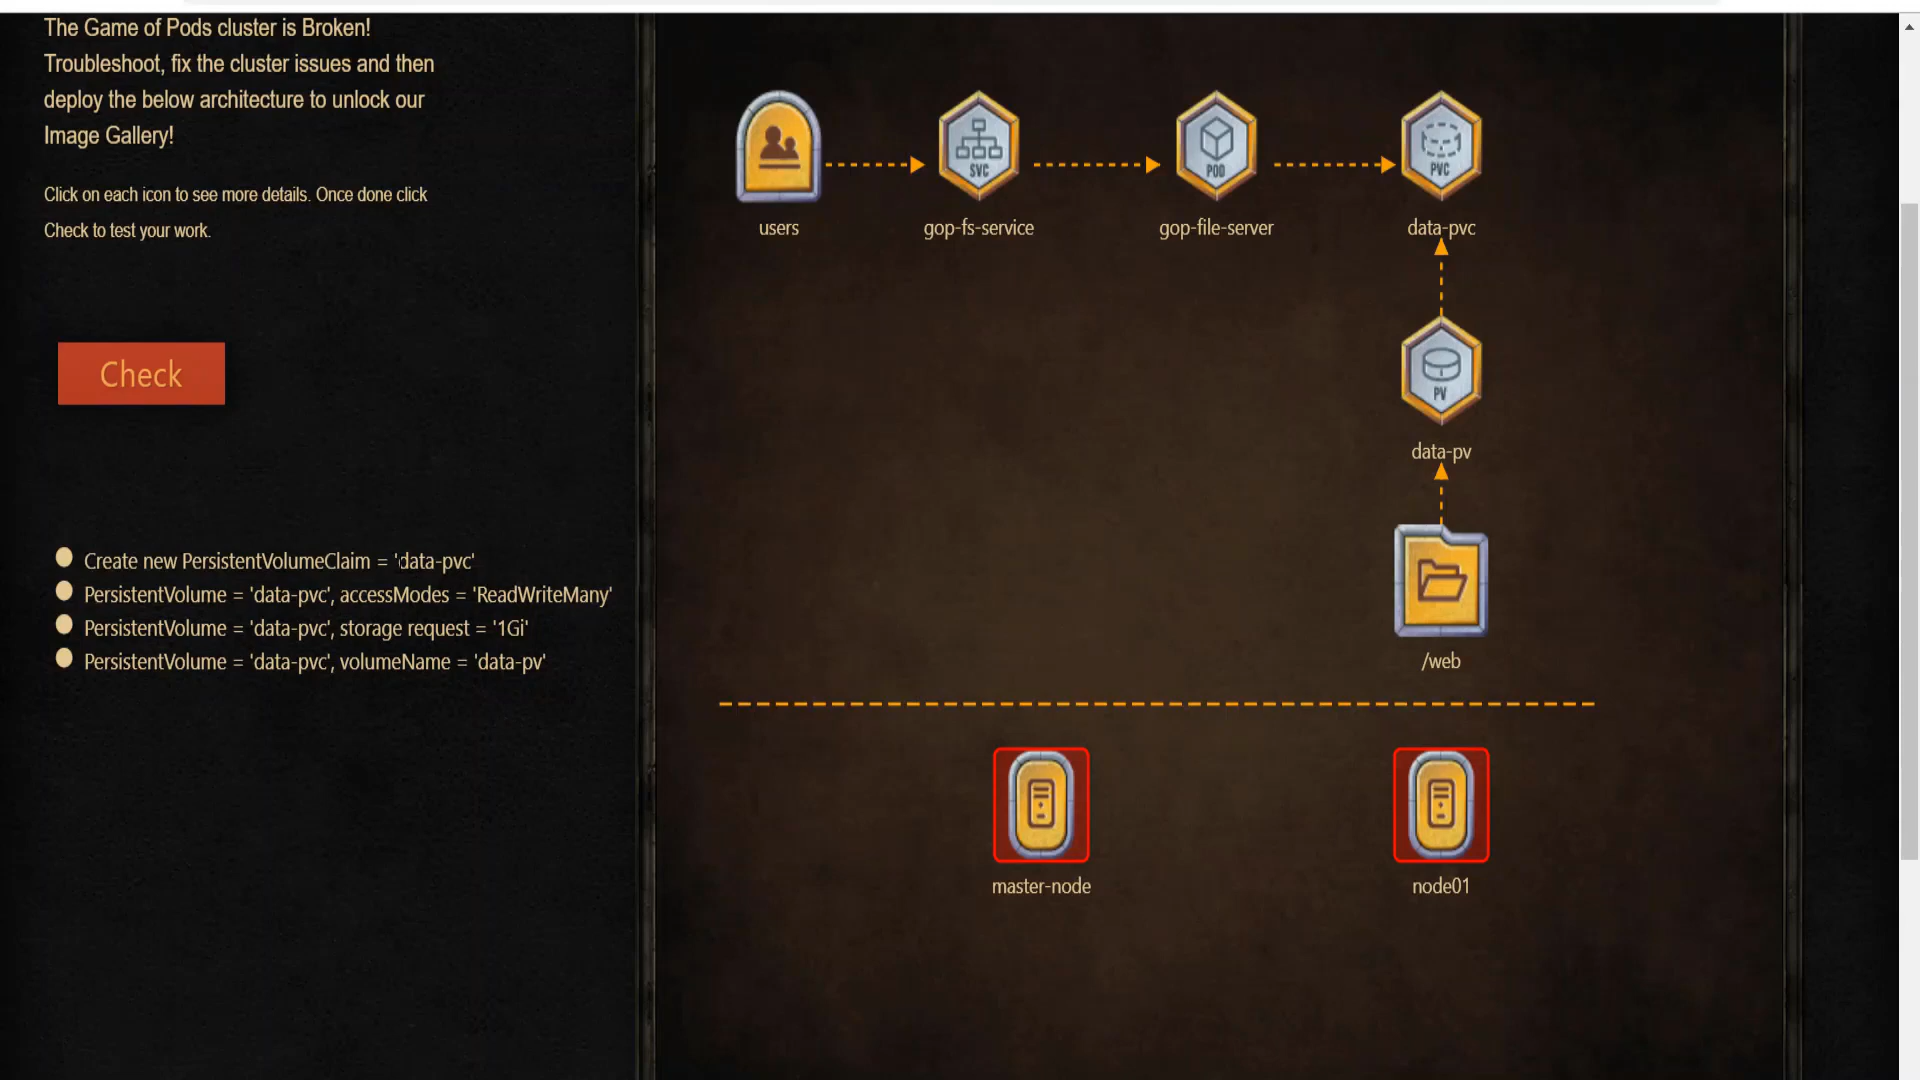 The Game of Pods cluster is Broken!
Troubleshoot, fix the cluster issues and then
deploy the below architecture to unlock our
Image Gallery!
Click on each icon to see more details. Once done click
Check to test your work.
Check
Create new PersistentVolumeClaim = 'data-pvc'
PersistentVolume = 'data-pvc', accessModes = 'ReadWriteMany'
PersistentVolume = 'data-pvc', storage request = '1Gi'
PersistentVolume = 'data-pvc', volumeName = 'data-pv'
SVC
POD
PVC
users
gop-fs-service
gop-file-server
data-pvc
PV
data-pv
/web
master-node
node01